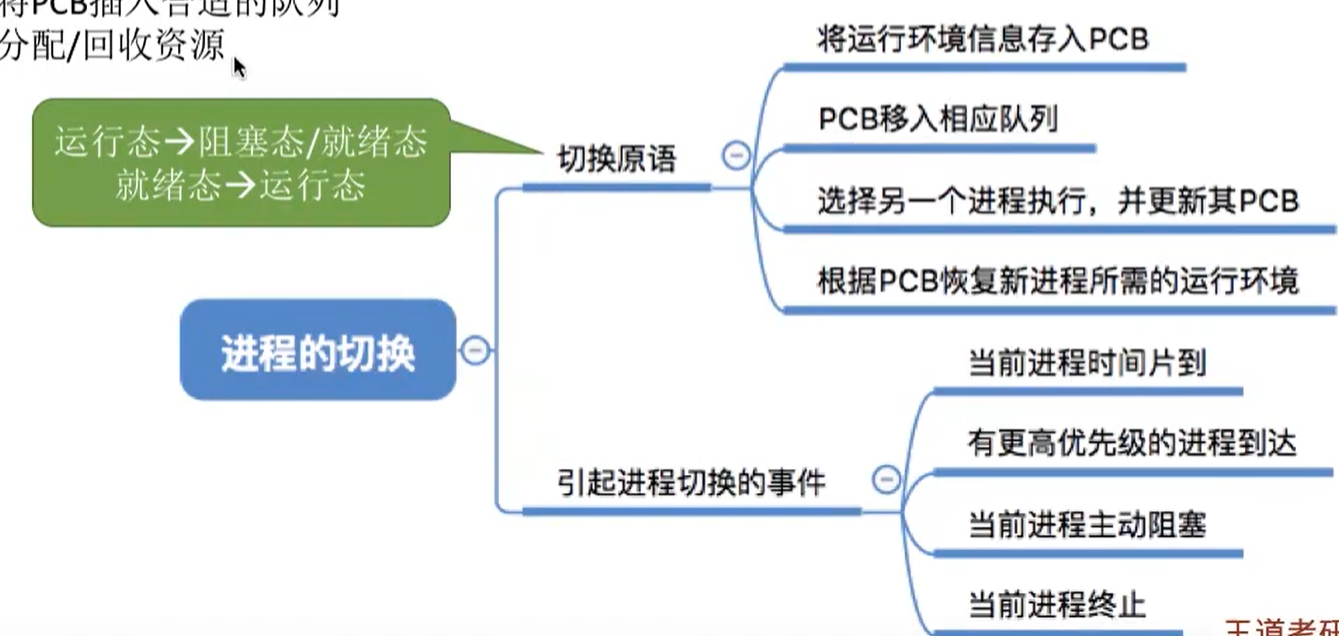 将PCB插入合适的队列
分配/回收资源
运行态→阻塞态/就绪态
就绪态→运行态
切换原语
将运行环境信息存入PCB
PCB移入相应队列
选择另一个进程执行，并更新其PCB
根据PCB恢复新进程所需的运行环境
进程的切换
引起进程切换的事件
当前进程时间片到
有更高优先级的进程到达
当前进程主动阻塞
当前进程终止
王道考研